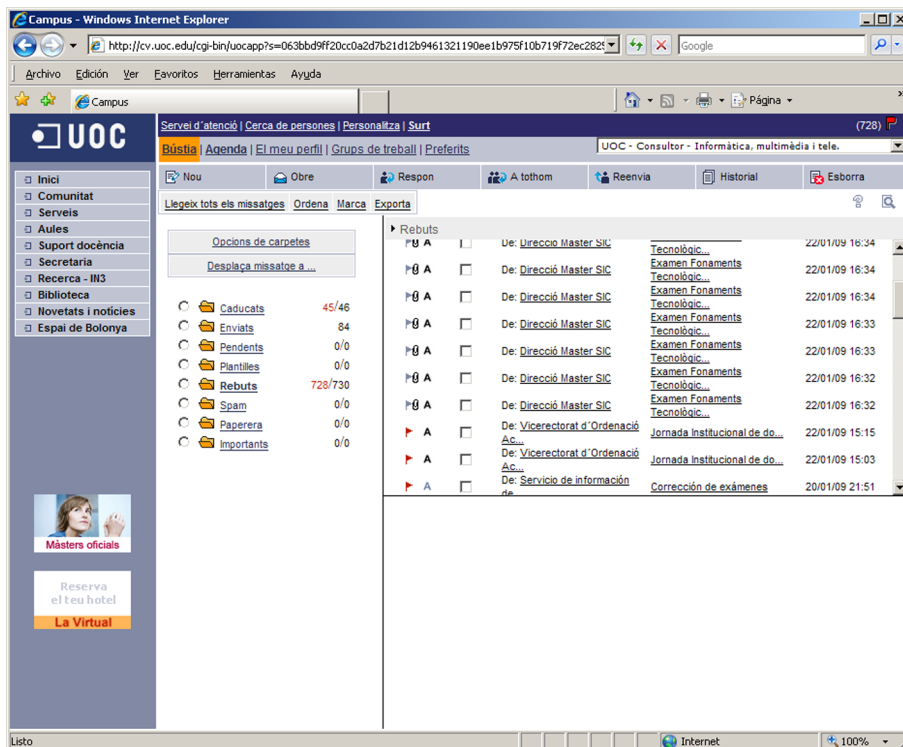 Campus - Windows Internet Explorer
http://cv.uoc.edu/cgi-bin/uocapp?s=063bbd9ff20cc0a2d7b21d12b9461321190ee1b975f10b719f72ec282
Google
Archivo Edición Ver Favoritos Herramientas Ayuda
Campus
Página
UOC
Servei d´atenció | Cerca de persones | Personalitza | Surt
(728)
Bústia | Agenda | El meu perfil | Grups de treball | Preferits
UOC - Consultor - Informàtica, multimèdia i tele.
Nou Obre Respon A tothom Reenvia Historial Esborra
Llegeix tots els missatges Ordena Marca Exporta
Inici
Comunitat
Serveis
Aules
Suport docència
Secretaria
Recerca - IN3
Biblioteca
Novetats i notícies
Espai de Bolonya
Màsters oficials
Reserva
el teu hotel
La Virtual
Opcions de carpetes
Desplaça missatge a ...
Caducats 45/46
Enviats 84
Pendents 0/0
Plantilles 0/0
Rebuts 728/730
Spam 0/0
Paperera 0/0
Importants 0/0
Rebuts
A De: Direcció Master SIC Tecnològic... 22/01/09 16:34
A De: Direcció Master SIC Examen Fonaments Tecnològic... 22/01/09 16:34
A De: Direcció Master SIC Examen Fonaments Tecnològic... 22/01/09 16:34
A De: Direcció Master SIC Examen Fonaments Tecnològic... 22/01/09 16:33
A De: Direcció Master SIC Examen Fonaments Tecnològic... 22/01/09 16:33
A De: Direcció Master SIC Examen Fonaments Tecnològic... 22/01/09 16:32
A De: Direcció Master SIC Examen Fonaments Tecnològic... 22/01/09 16:32
A De: Vicerectorat d´Ordenació Ac... Jornada Institucional de do... 22/01/09 15:15
A De: Vicerectorat d´Ordenació Ac... Jornada Institucional de do... 22/01/09 15:03
A De: Servicio de información de Corrección de exámenes 20/01/09 21:51
Listo
Internet
100%